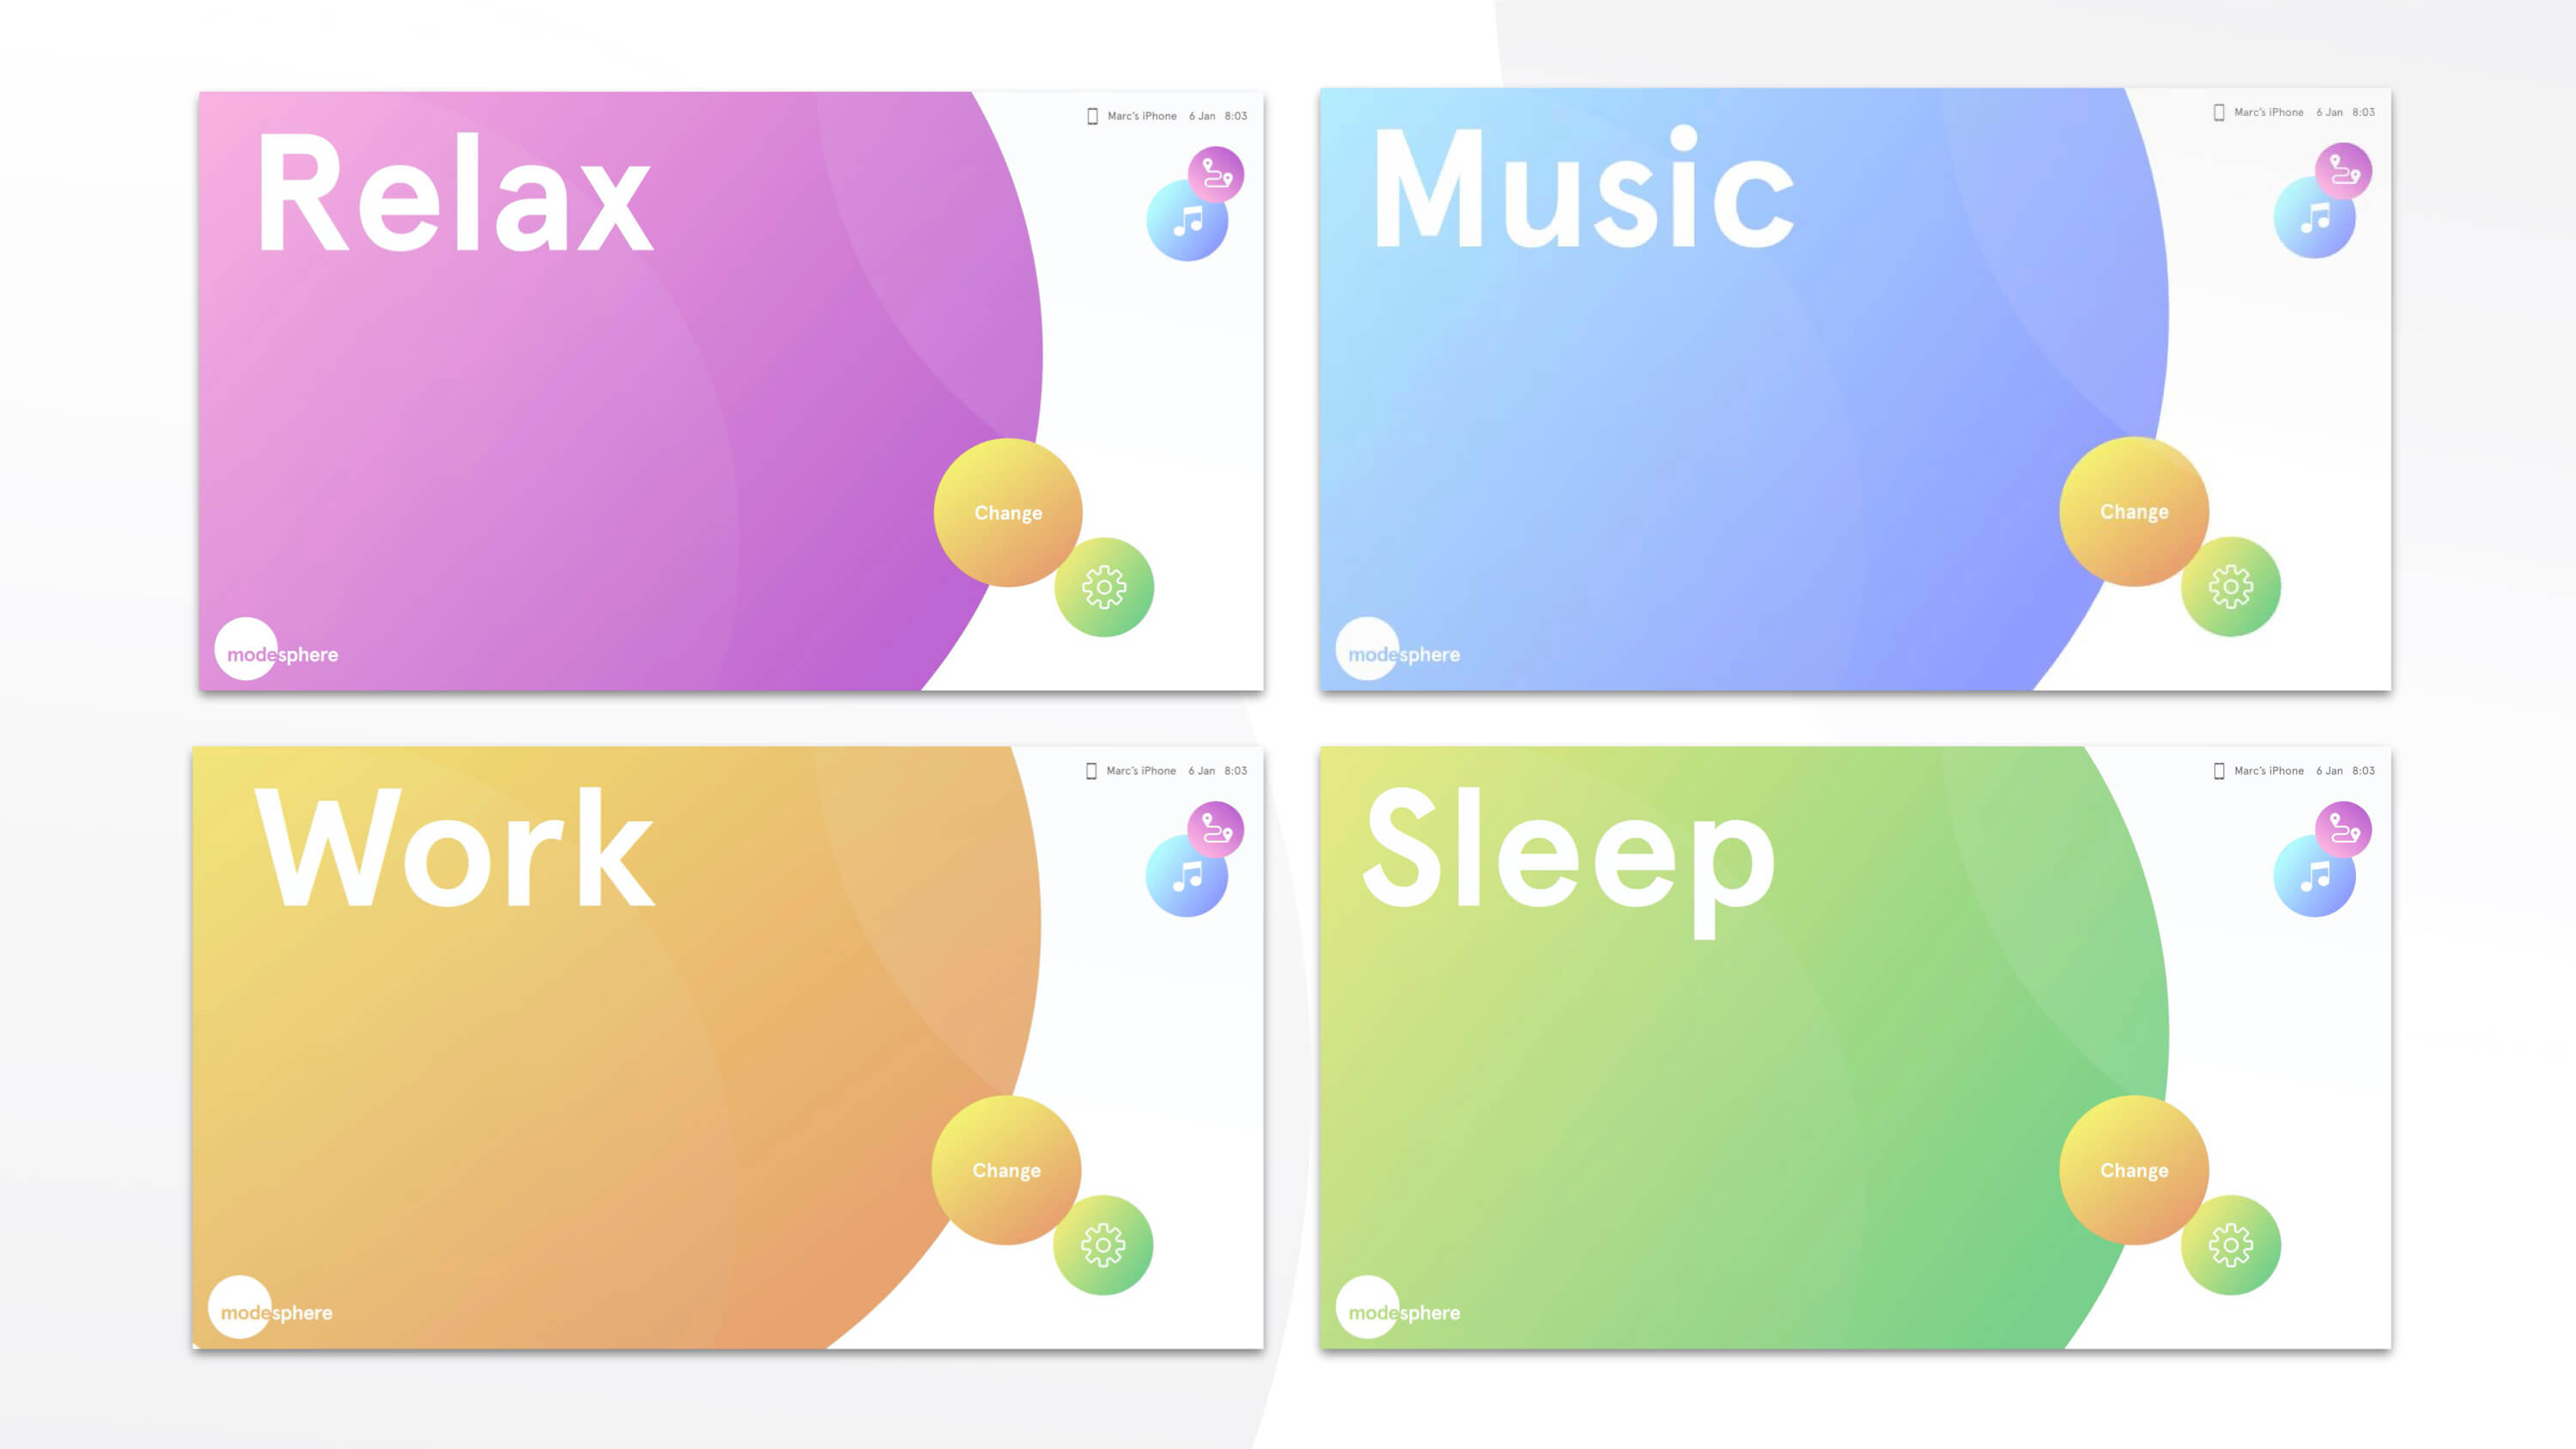 Relax
Marc's iPhone 6 Jan 8:03
Change
modesphere
Music
Marc's iPhone 6 Jan 8:03
Change
modesphere
Work
Marc's iPhone 6 Jan 8:03
Change
modesphere
Sleep
Marc's iPhone 6 Jan 8:03
Change
modesphere